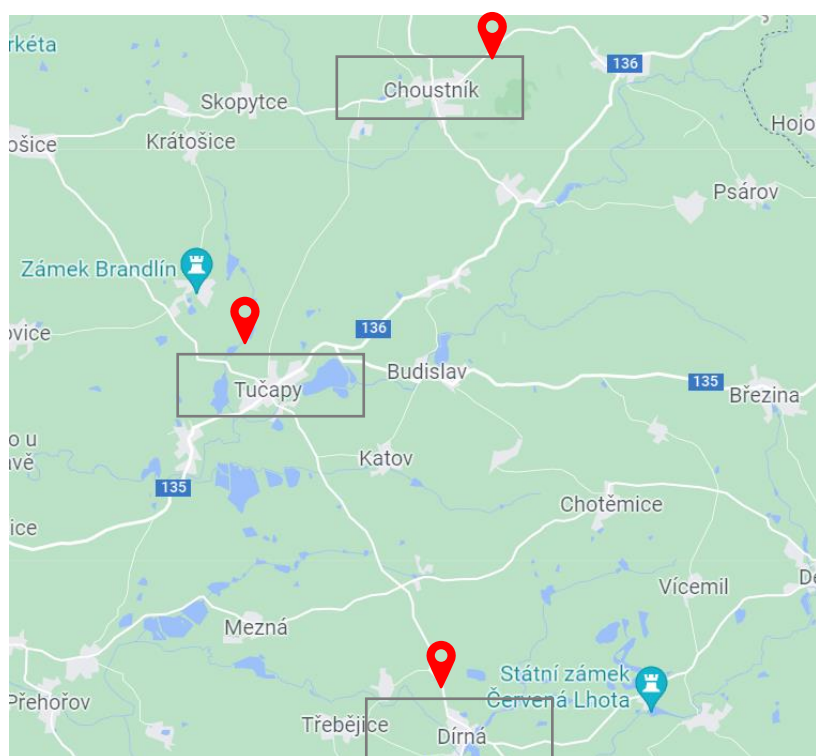 rkéta
136
Choustník
Skopytce
Hojo
ošice
Krátošice
Psárov
Zámek Brandlín
ovice
136
Budislav
135
Tučapy
Březina
o u
avě
Katov
135
Chotěmice
ice
Vícemil
Dě
Mezná
Státní zámek
Červená Lhota
Přehořov
Třebějice
Dírná